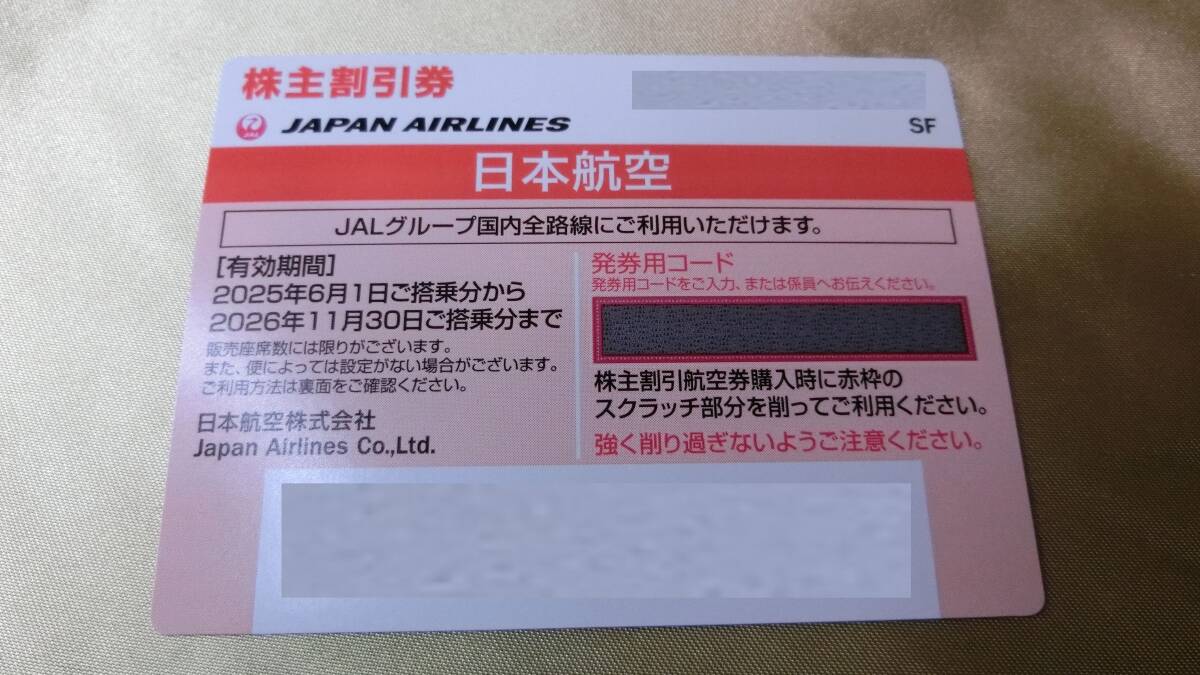 株主割引券
JAL
JAPAN AIRLINES
SF
日本航空
JALグループ国内全路線にご利用いただけます。
[有効期間]
2025年6月1日ご搭乗分から
2026年11月30日ご搭乗分まで
販売座席数には限りがございます。
また、便によっては設定がない場合がございます。
ご利用方法は裏面をご確認ください。
日本航空株式会社
Japan Airlines Co.,Ltd.
発券用コード
発券用コードをご入力、または係員へお伝えください。
株主割引航空券購入時に赤枠の
スクラッチ部分を削ってご利用ください。
強く削り過ぎないようご注意ください。